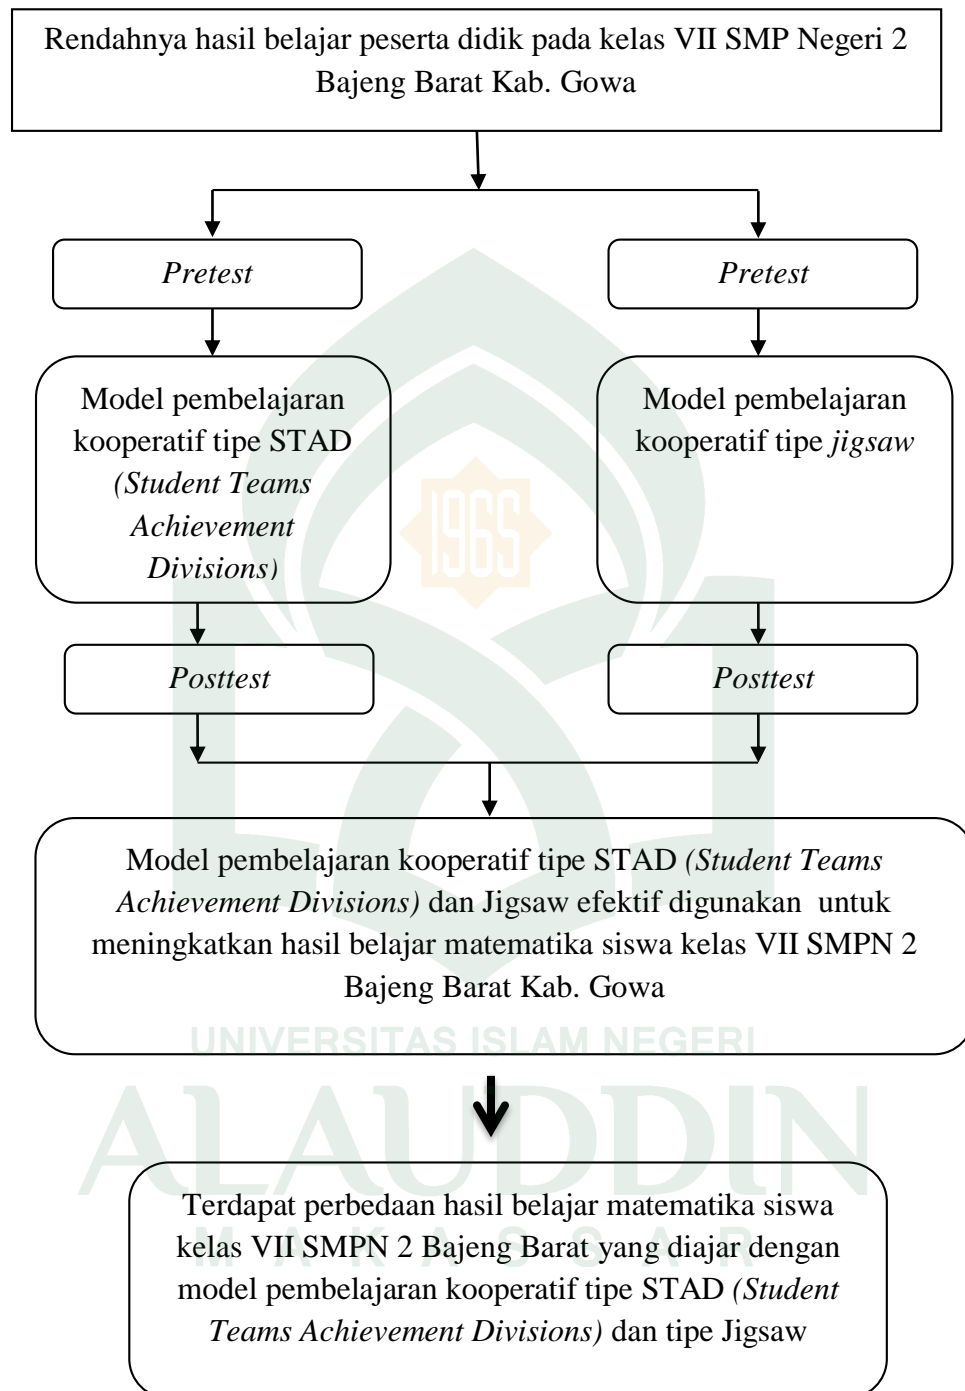 Rendahnya hasil belajar peserta didik pada kelas VII SMP Negeri 2
Bajeng Barat Kab. Gowa
Pretest
Pretest
Model pembelajaran
kooperatif tipe STAD
(Student Teams
Achievement
Divisions)
Model pembelajaran
kooperatif tipe jigsaw
1965
Posttest
Posttest
Model pembelajaran kooperatif tipe STAD (Student Teams
Achievement Divisions) dan Jigsaw efektif digunakan untuk
meningkatkan hasil belajar matematika siswa kelas VII SMPN 2
Bajeng Barat Kab. Gowa
UNIVERSITAS ISLAM NEGERI
ALAUDDIN
MAKASSAR
Terdapat perbedaan hasil belajar matematika siswa
kelas VII SMPN 2 Bajeng Barat yang diajar dengan
model pembelajaran kooperatif tipe STAD (Student
Teams Achievement Divisions) dan tipe Jigsaw